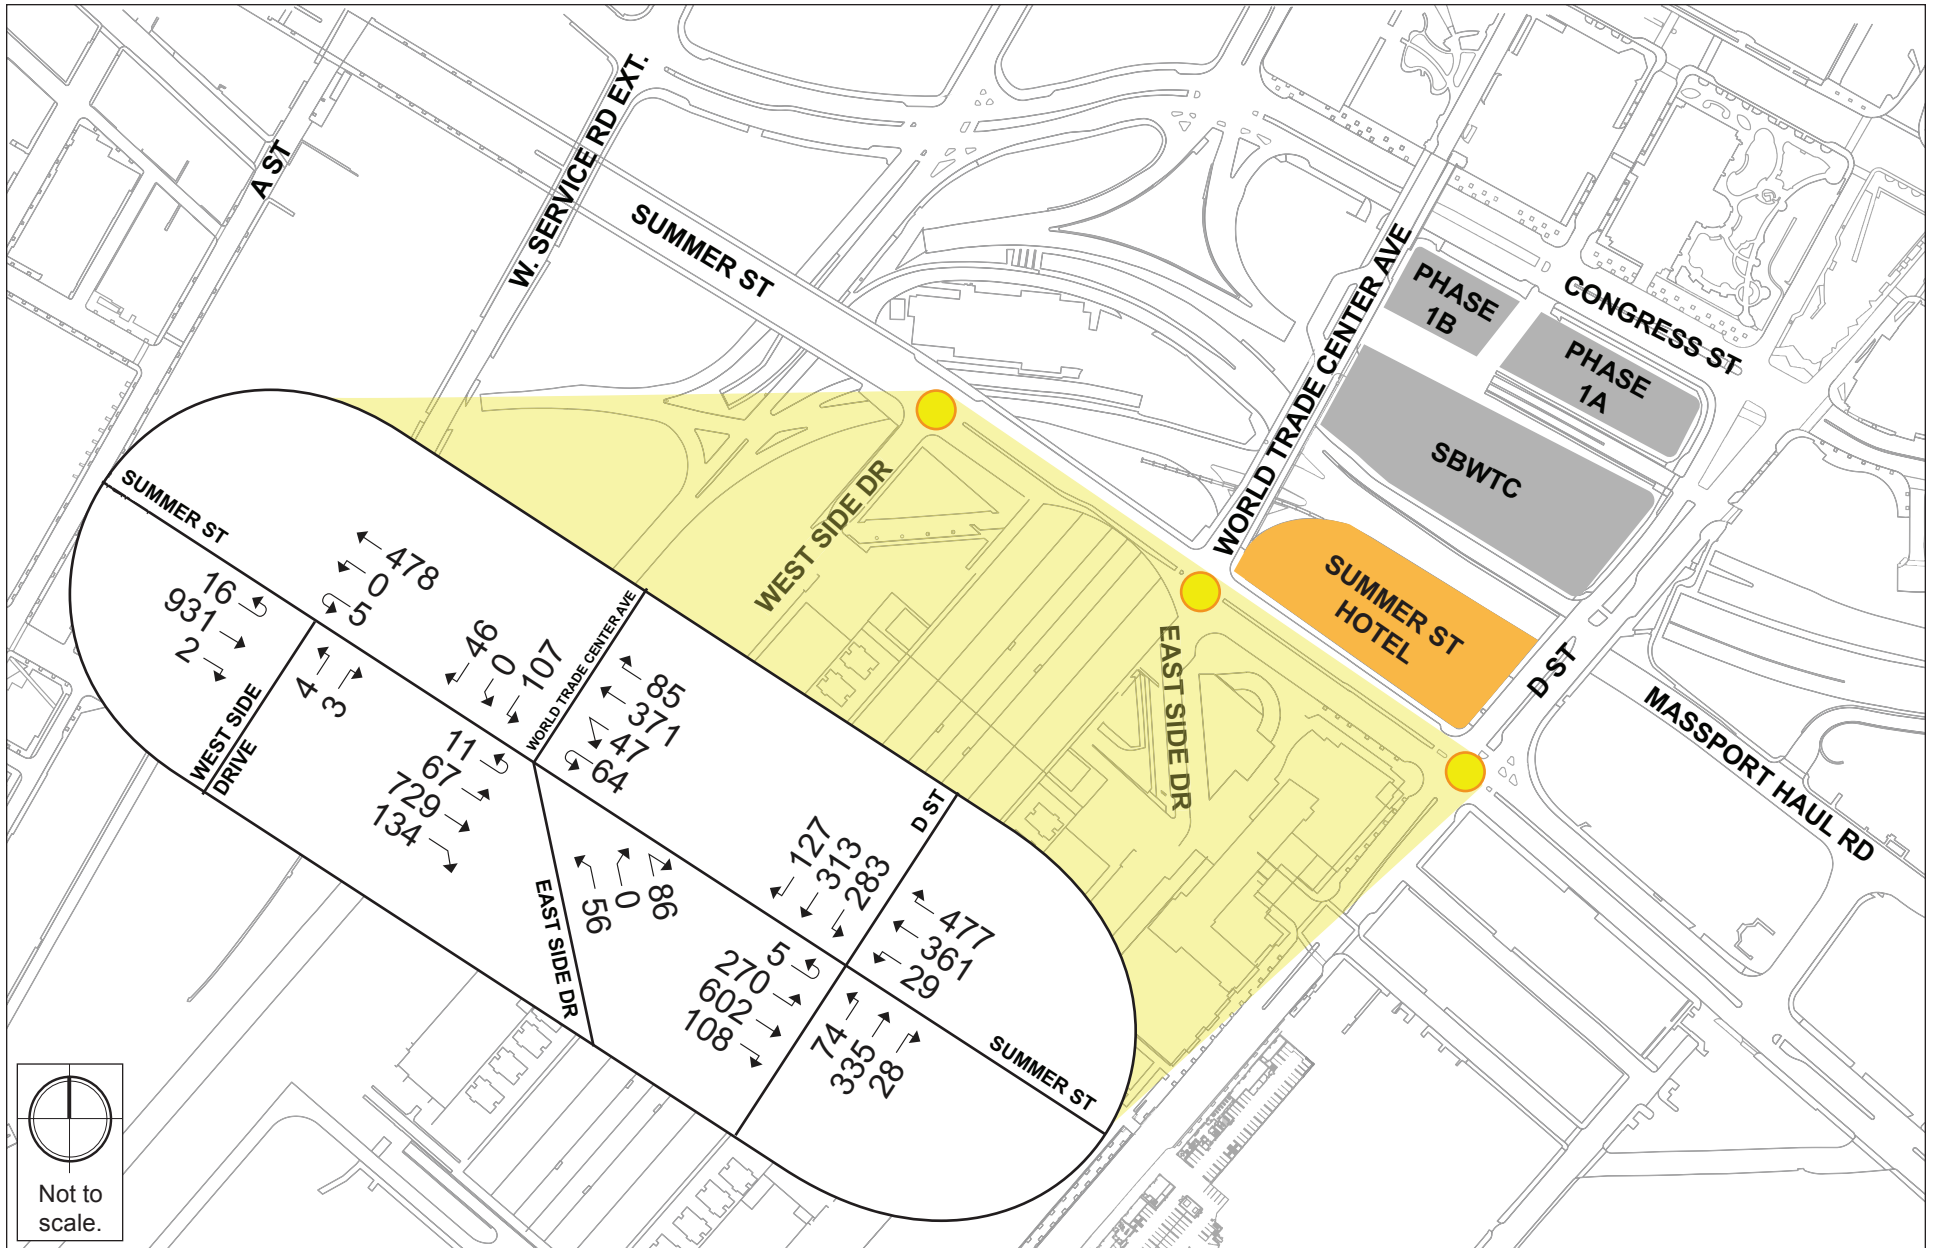 A ST
W. SERVICE RD EXT.
SUMMER ST
WORLD TRADE CENTER AVE
PHASE
1B
CONGRESS ST
PHASE
1A
SBWTC
SUMMER ST
HOTEL
D ST
MASSPORT HAUL RD
WEST SIDE DR
EAST SIDE DR
SUMMER ST
478
0
5
16
931
2
4
3
WEST SIDE
DRIVE
46
0
107
WORLD TRADE CENTER AVE
85
371
47
64
11
67
729
134
56
0
86
EAST SIDE DR
127
313
283
D ST
477
361
29
5
270
602
108
74
335
28
SUMMER ST
Not to
scale.